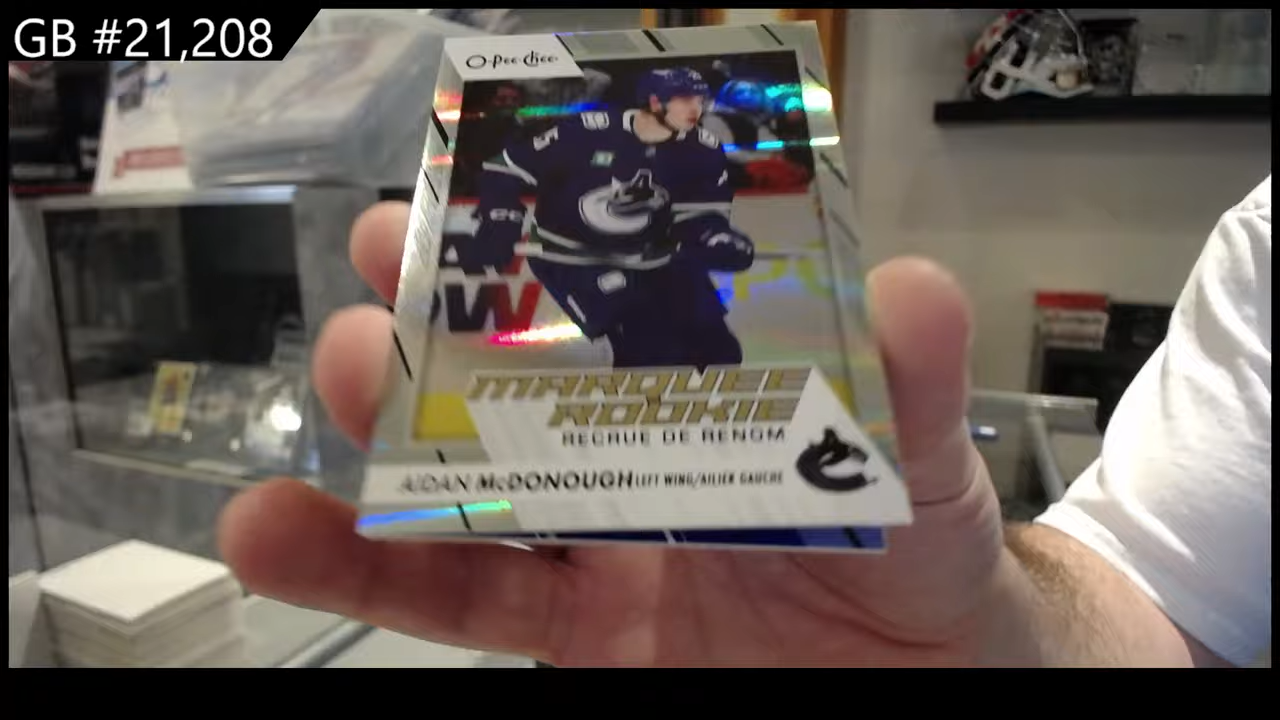 GB #21,208
O-Pee-Chee
MARQUEE
ROOKIE
RECRUE DE RENOM
AIDAN McDONOUGH LEFT WING/AILIER GAUCHE